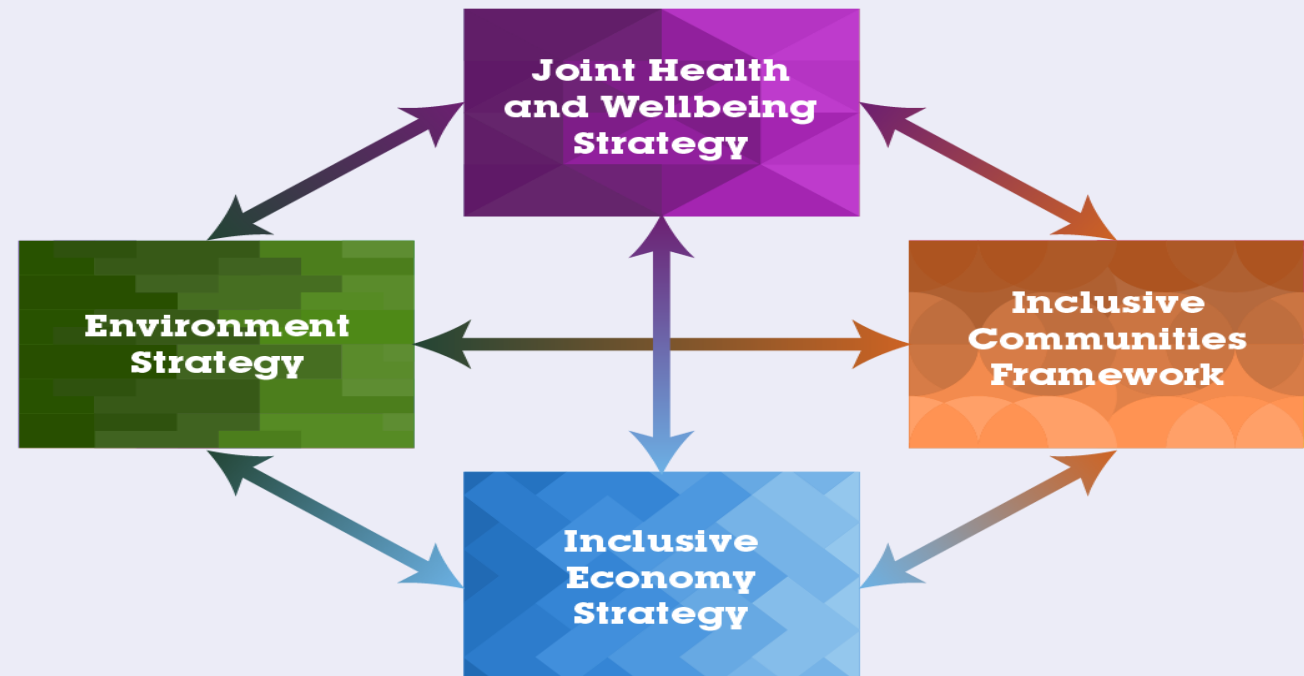 Joint Health
and Wellbeing
Strategy
Environment
Strategy
Inclusive
Communities
Framework
Inclusive
Economy
Strategy